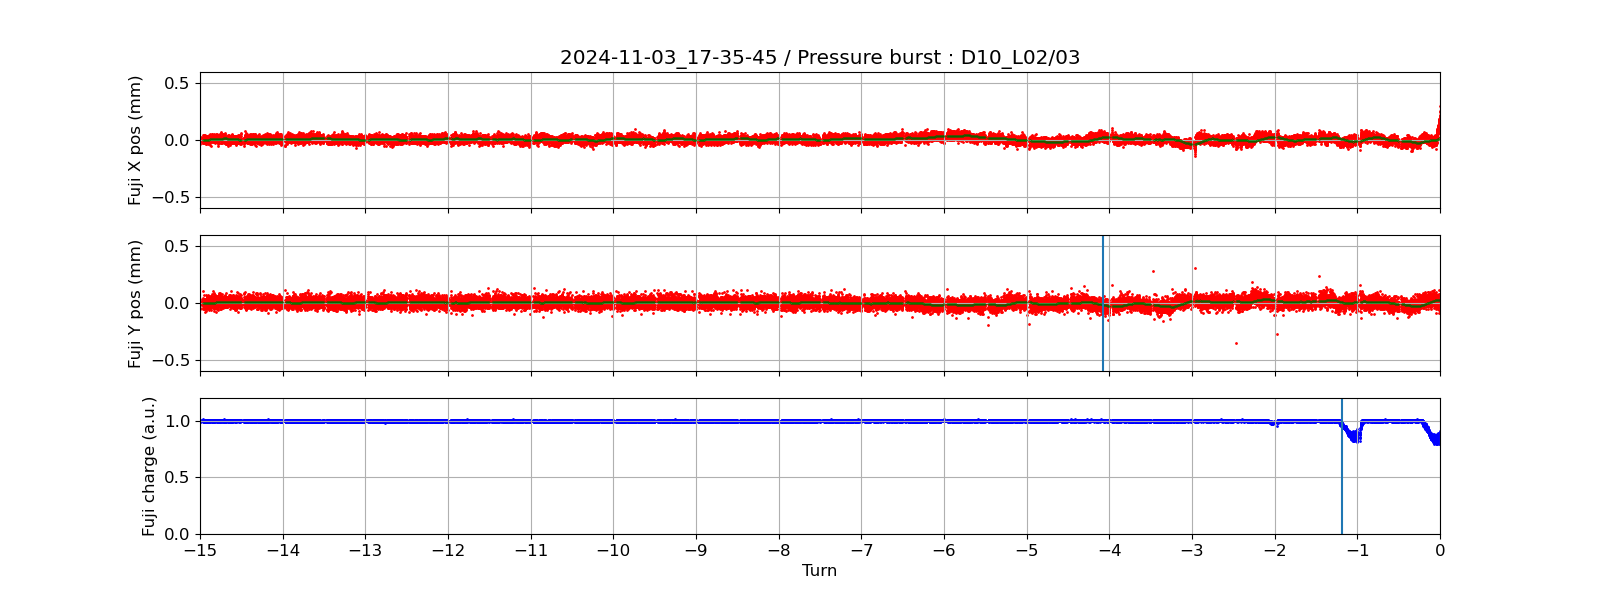 2024-11-03_17-35-45 / Pressure burst : D10_L02/03
Fuji X pos (mm)
0.5
0.0
−0.5
Fuji Y pos (mm)
0.5
0.0
−0.5
Fuji charge (a.u.)
1.0
0.5
0.0
−15 −14 −13 −12 −11 −10 −9 −8 −7 −6 −5 −4 −3 −2 −1 0
Turn